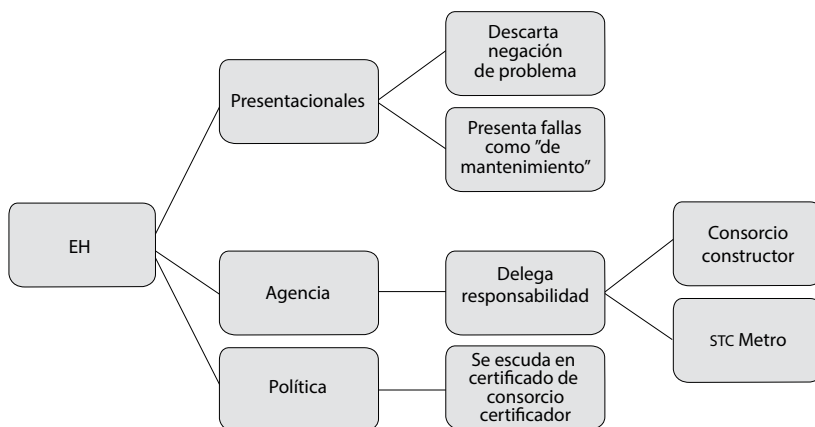 Descarta
negación
de problema
Presentacionales
Presenta fallas
como "de
mantenimiento"
EH
Agencia
Delega
responsabilidad
Consorcio
constructor
STC Metro
Política
Se escuda en
certificado de
consorcio
certificador